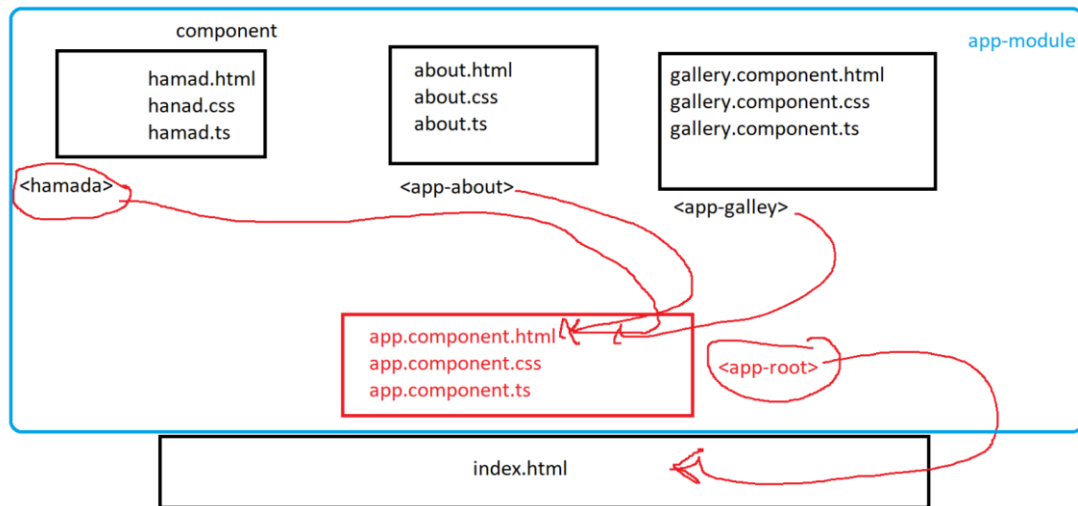 component
app-module
hamad.html
hanad.css
hamad.ts
about.html
about.css
about.ts
gallery.component.html
gallery.component.css
gallery.component.ts
<hamada>
<app-about>
<app-galley>
app.component.html
app.component.css
app.component.ts
<app-root>
index.html